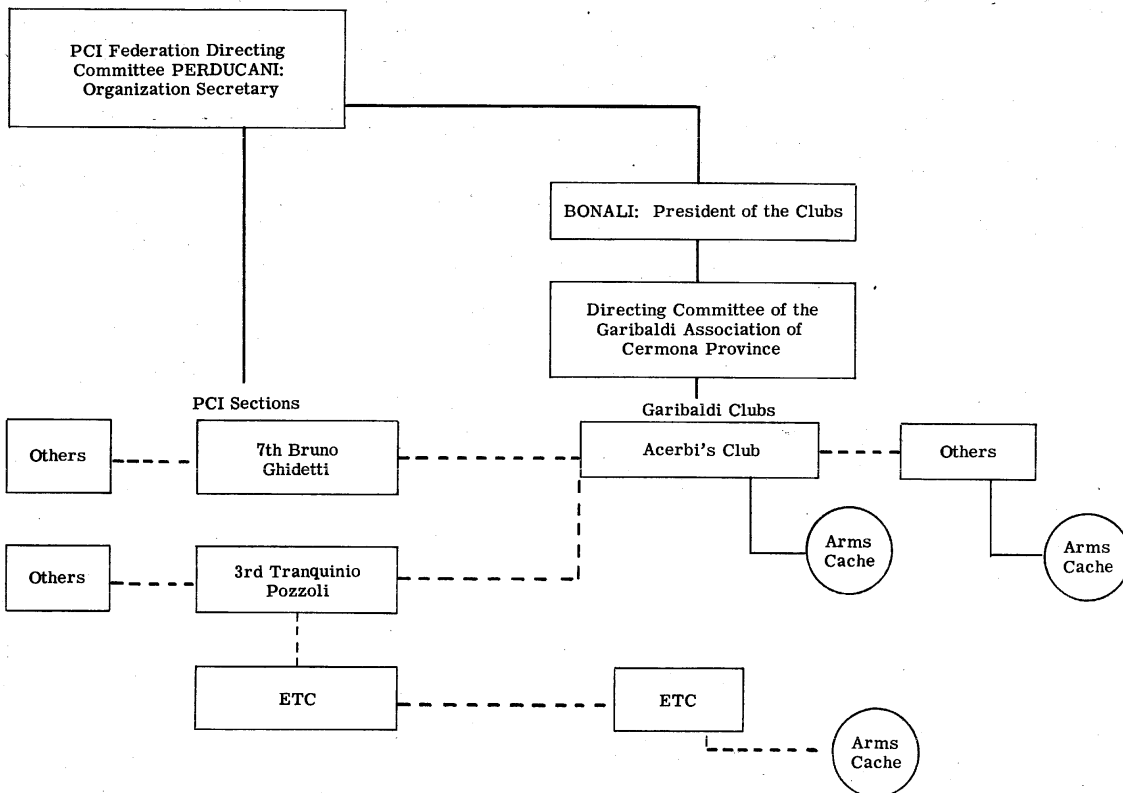 PCI Federation Directing
Committee PERDUCANI:
Organization Secretary
BONALI: President of the Clubs
Directing Committee of the
Garibaldi Association of
Cermona Province
PCI Sections
Garibaldi Clubs
Others
7th Bruno
Ghidetti
Acerbi's Club
Others
Arms
Cache
Arms
Cache
Others
3rd Tranquinio
Pozzoli
ETC
ETC
Arms
Cache